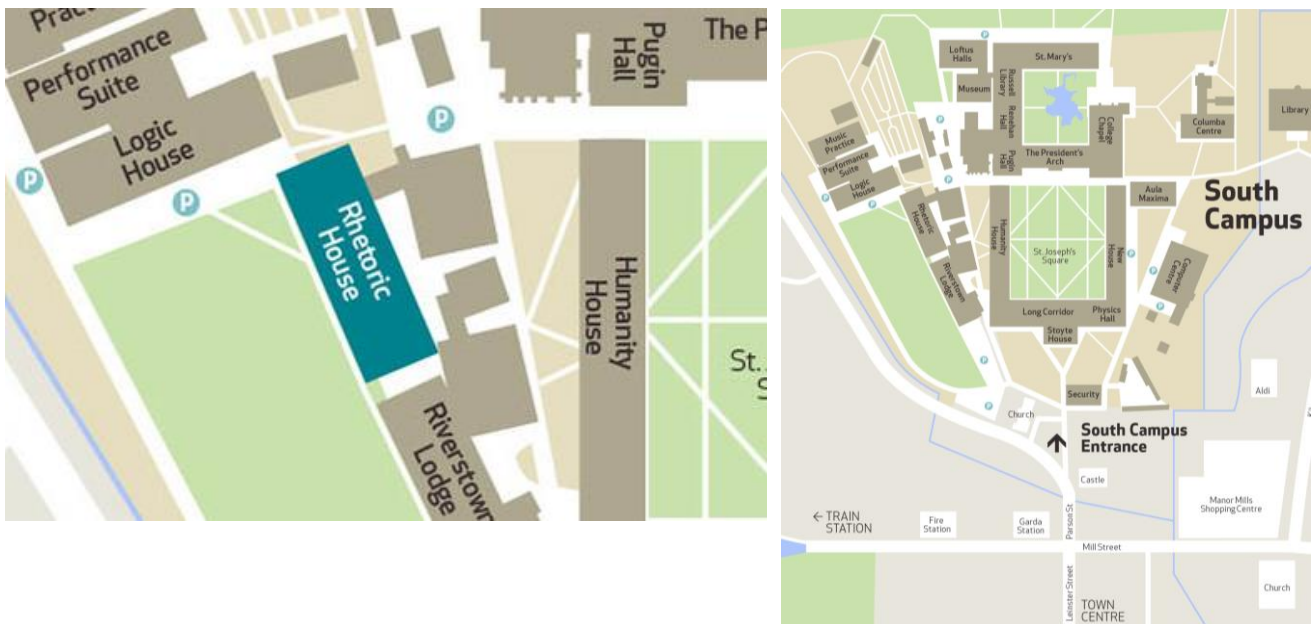 Performance
Suite
Logic
House
P
P
P
Pugin
Hall
The P
Rhetoric
House
Humanity
House
St.
Riverstown
Lodge
P
Loftus
Halls
St. Mary's
Museum
Russell
Library
Renehan
Hall
Pugin
Hall
College
Chapel
The President's
Arch
Columba
Centre
Library
Music
Practice
Performance
Suite
Logic
House
P
P
P
P
Rhetoric
House
Riverstown
Lodge
Humanity
House
St. Joseph's
Square
New
House
Aula
Maxima
South
Campus
P
P
P
Computer
Centre
Long Corridor
Physics
Hall
Stoyte
House
P
P
Church
Security
Aldi
South Campus
Entrance
Castle
Manor Mills
Shopping Centre
← TRAIN
STATION
Fire
Station
Garda
Station
Parson St
Mill Street
Leinster Street
TOWN
CENTRE
Church